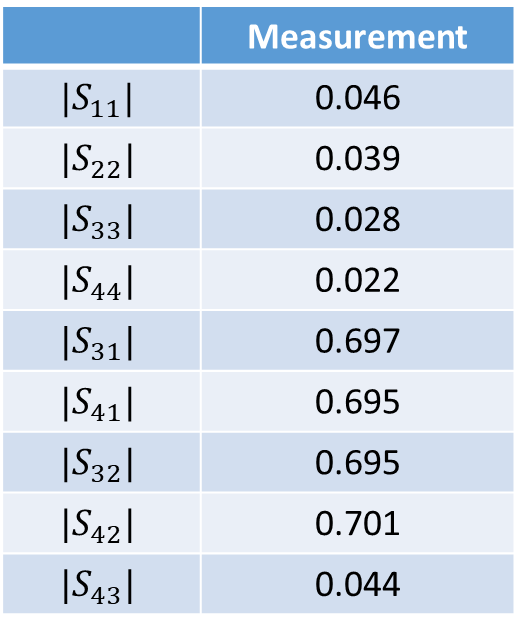 Measurement
|S₁₁| 0.046
|S₂₂| 0.039
|S₃₃| 0.028
|S₄₄| 0.022
|S₃₁| 0.697
|S₄₁| 0.695
|S₃₂| 0.695
|S₄₂| 0.701
|S₄₃| 0.044